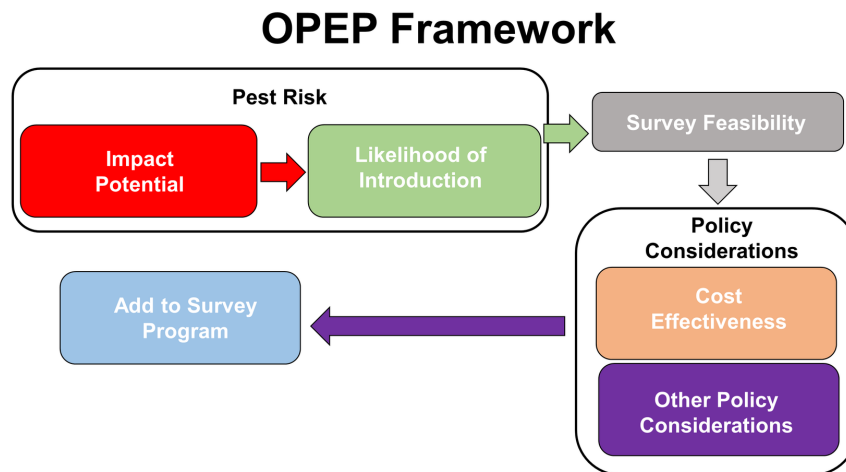 OPEP Framework
Pest Risk
Impact
Potential
Likelihood of
Introduction
Survey Feasibility
Policy
Considerations
Cost
Effectiveness
Other Policy
Considerations
Add to Survey
Program